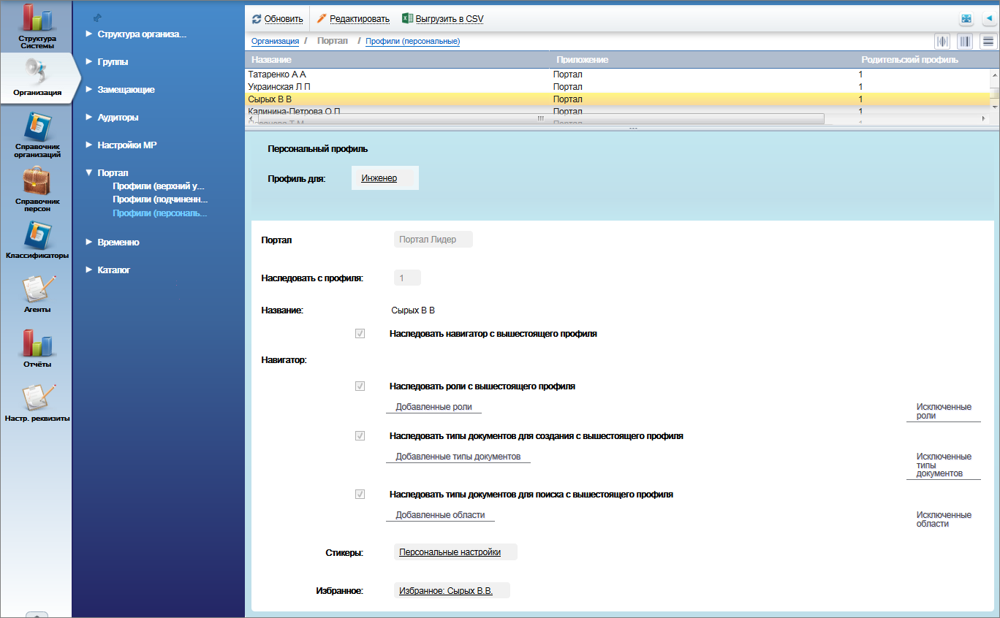 Структура
Системы
Организация
Справочник
организаций
Справочник
персон
Классификаторы
Агенты
Отчёты
Настр. реквизиты
Структура организа...
Группы
Замещающие
Аудиторы
Настройки МР
Портал
Профили (верхний у...
Профили (подчиненн...
Профили (персональ...
Временно
Каталог
Обновить Редактировать Выгрузить в CSV
Организация / Портал / Профили (персональные)
Название Приложение Родительский профиль
Татаренко А А Портал 1
Украинская Л П Портал 1
Сырых В В Портал 1
Калинина-Петрова О П Портал 1
Портал
Персональный профиль
Профиль для: Инженер
Портал Портал Лидер
Наследовать с профиля: 1
Название: Сырых В В
Наследовать навигатор с вышестоящего профиля
Навигатор:
Наследовать роли с вышестоящего профиля
Добавленные роли
Исключенные
роли
Наследовать типы документов для создания с вышестоящего профиля
Добавленные типы документов
Исключенные
типы
документов
Наследовать типы документов для поиска с вышестоящего профиля
Добавленные области
Исключенные
области
Стикеры: Персональные настройки
Избранное: Избранное: Сырых В.В.